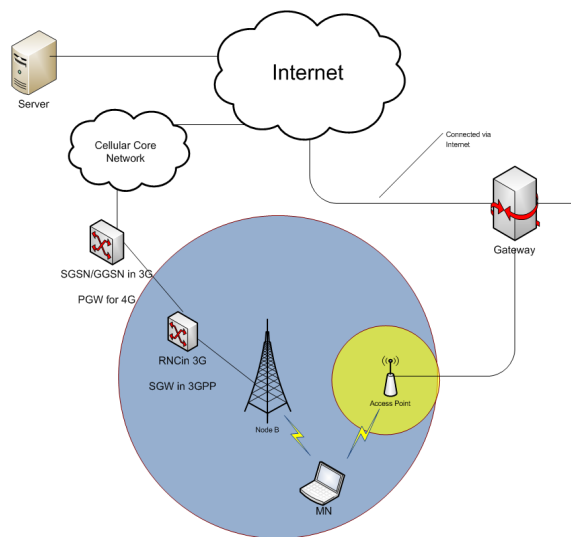 Internet
Server
Cellular Core
Network
Connected via
Internet
Gateway
SGSN/GGSN in 3G
PGW for 4G
RNCin 3G
SGW in 3GPP
Node B
Access Point
MN